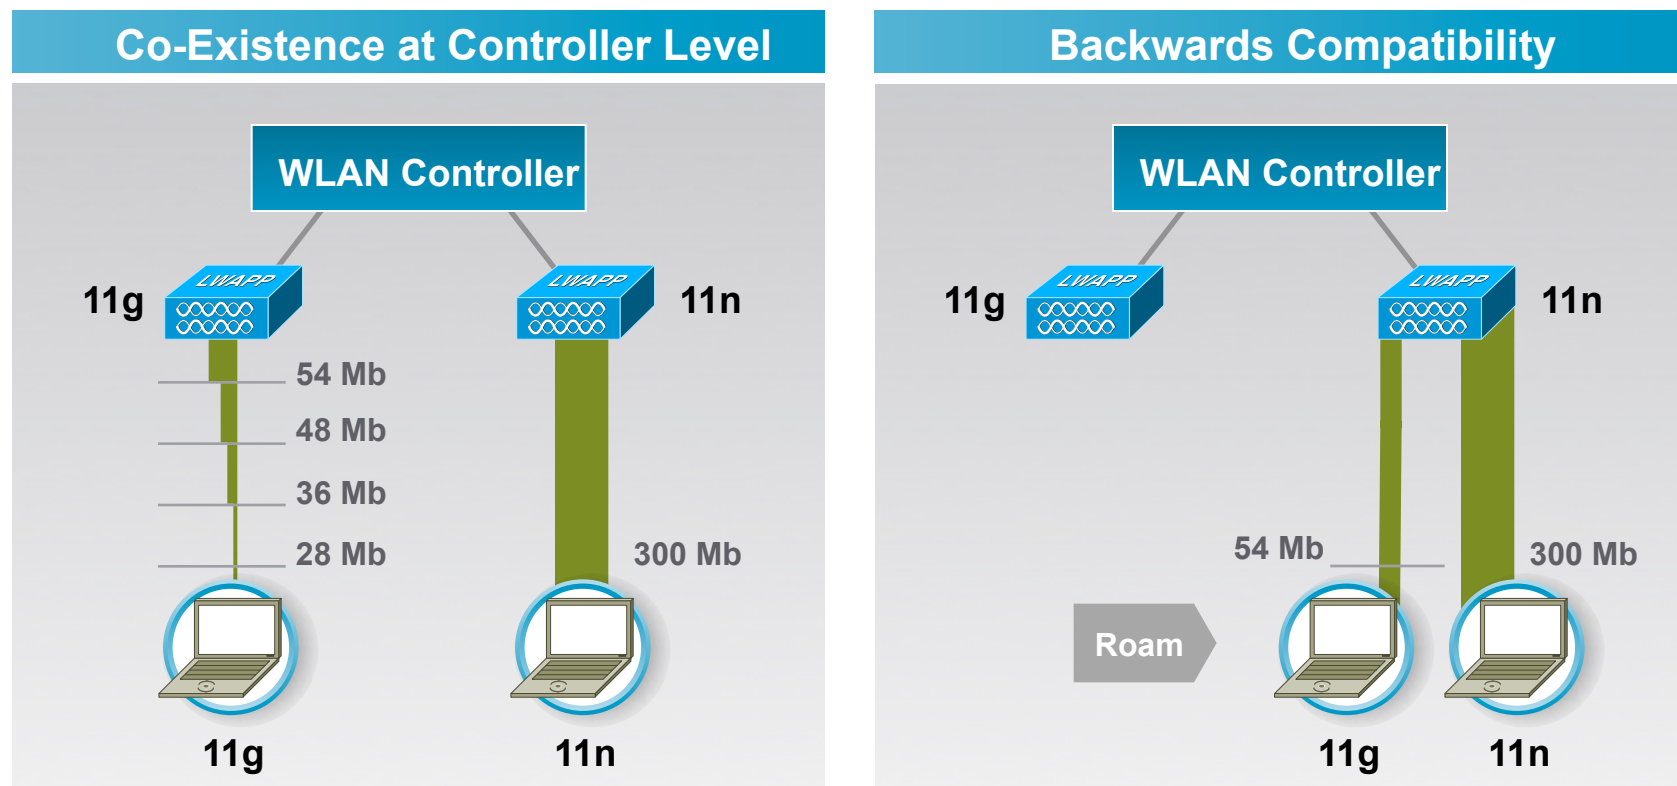 Co-Existence at Controller Level
WLAN Controller
LWAPP
LWAPP
11g
11n
54 Mb
48 Mb
36 Mb
28 Mb
300 Mb
11g
11n
Backwards Compatibility
WLAN Controller
LWAPP
LWAPP
11g
11n
54 Mb
300 Mb
Roam
11g
11n